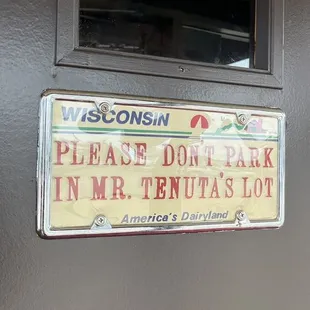 WISCONSIN
PLEASE DON'T PARK
IN MR. TENUTA'S LOT
America's Dairyland